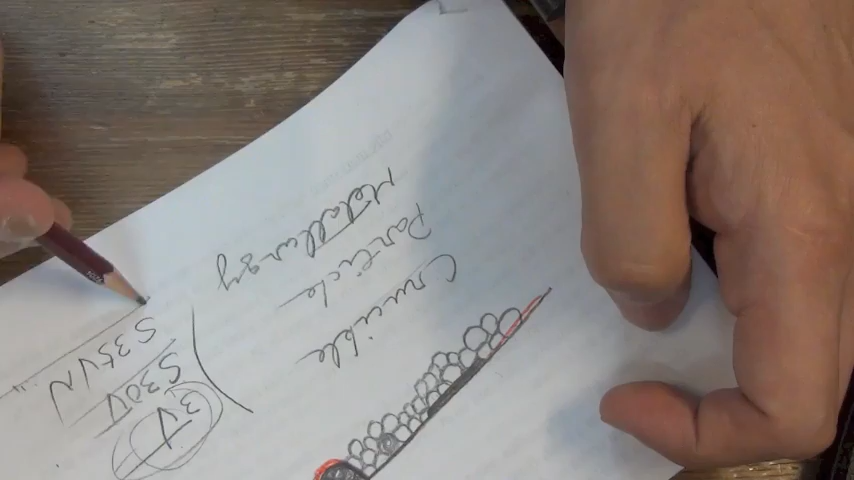 Crucible
Particle
Metallurgy
3V
S30V
S35VN